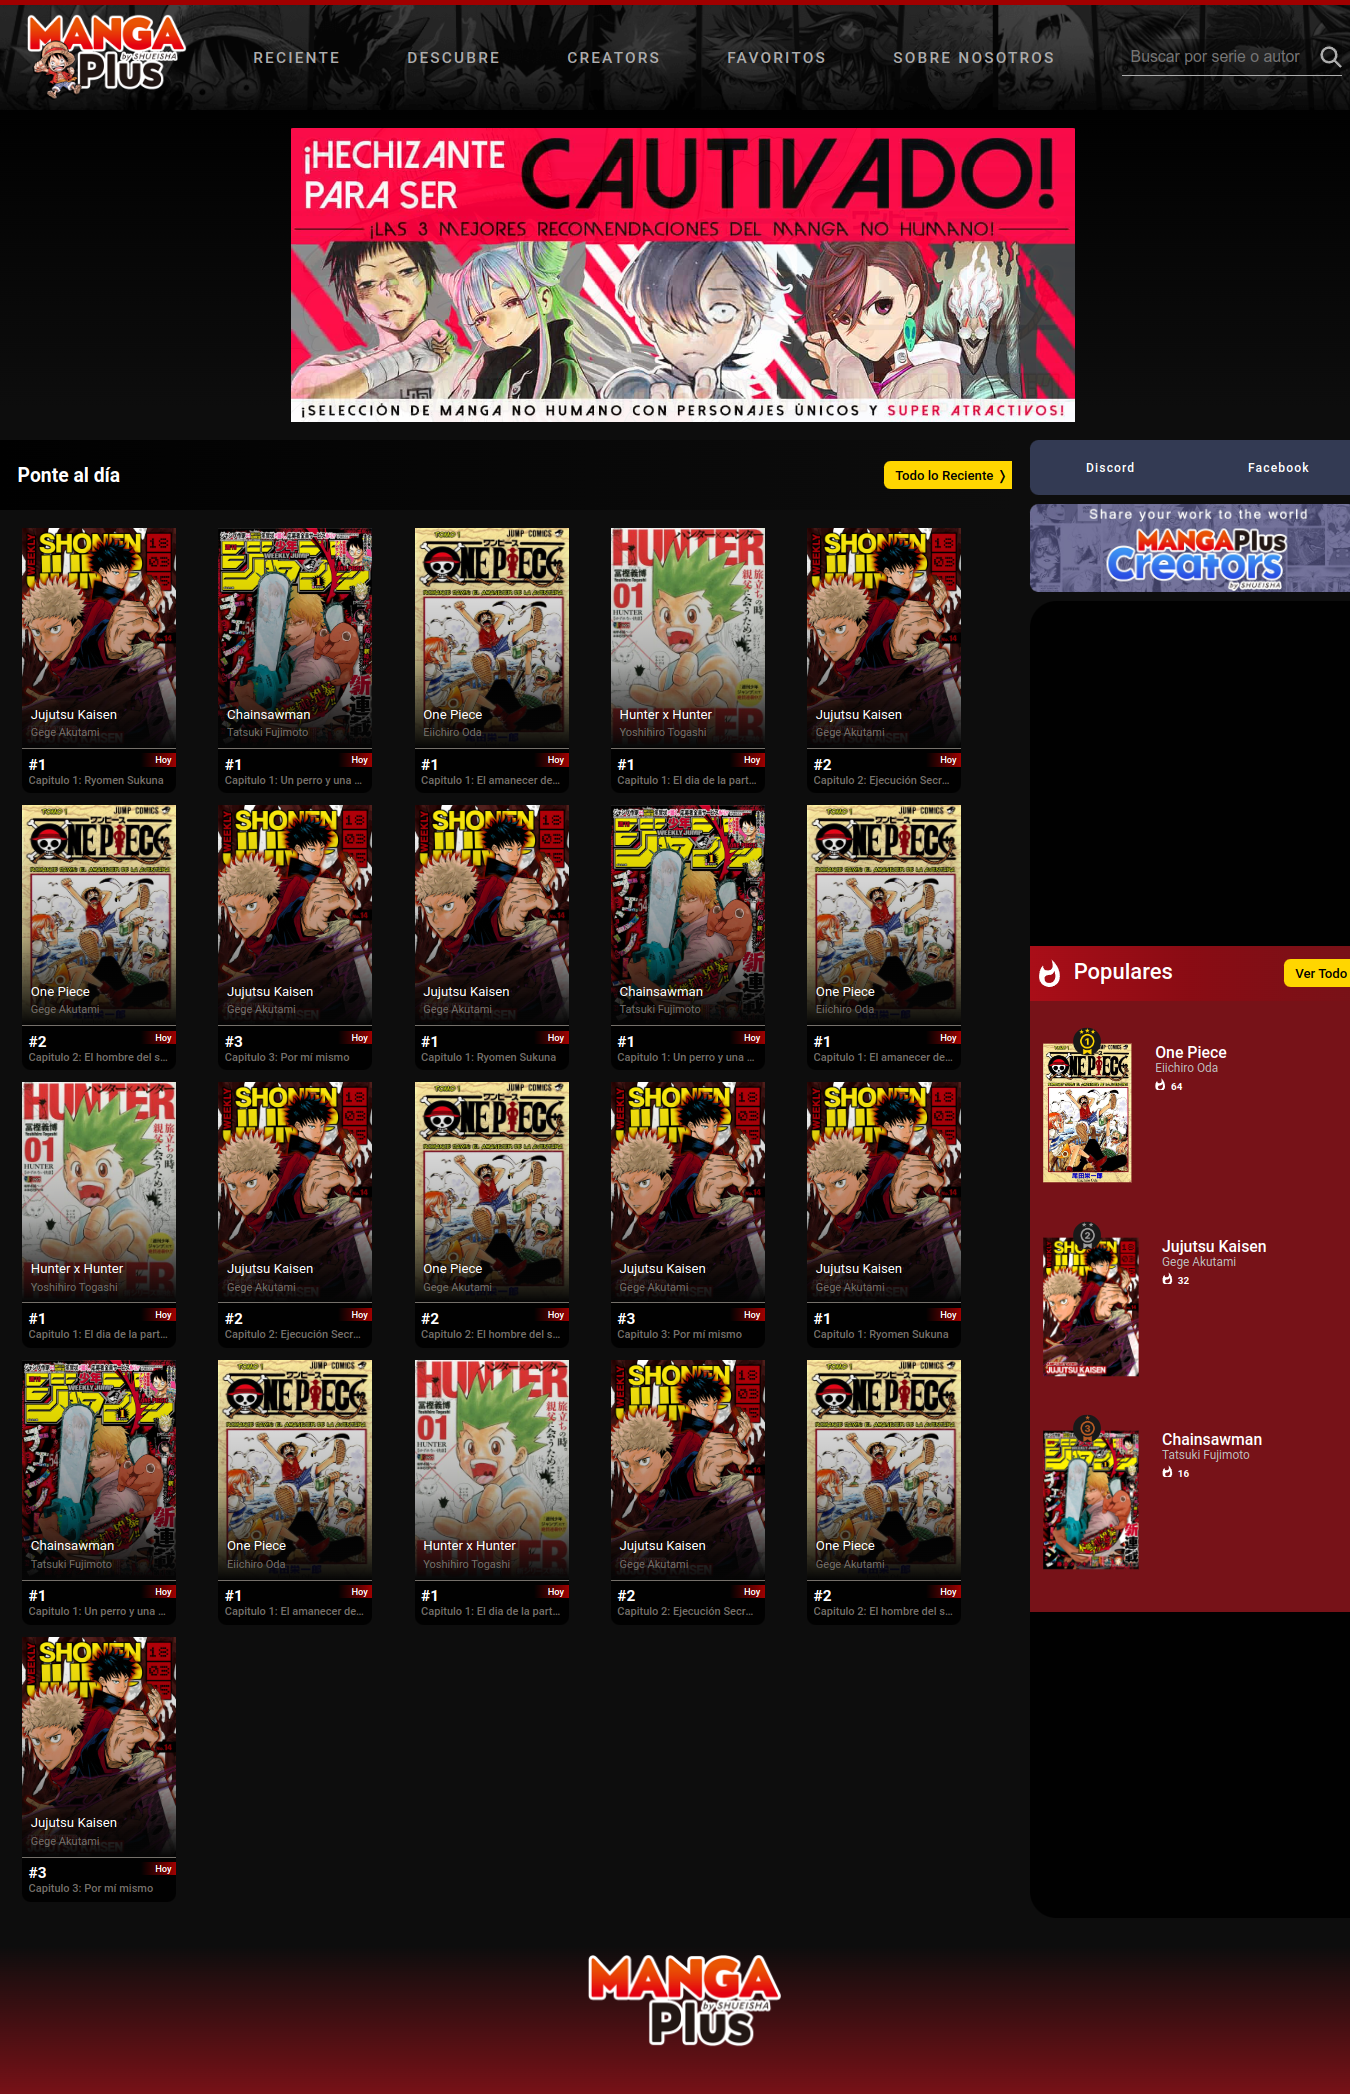 MANGA
by SHUEISHA
Plus
RECIENTE
DESCUBRE
CREATORS
FAVORITOS
SOBRE NOSOTROS
Buscar por serie o autor
¡HECHIZANTE
PARA SER
CAUTIVADO!
¡LAS 3 MEJORES RECOMENDACIONES DEL MANGA NO HUMANO!
¡SELECCIÓN DE MANGA NO HUMANO CON PERSONAJES ÚNICOS Y SUPER ATRACTIVOS!
Ponte al día
Todo lo Reciente ❭
Discord
Facebook
Share your work to the world
MANGA Plus
Creators
by SHUEISHA
Jujutsu Kaisen
Gege Akutami
#1
Hoy
Capitulo 1: Ryomen Sukuna
Chainsawman
Tatsuki Fujimoto
#1
Hoy
Capitulo 1: Un perro y una ...
One Piece
Eiichiro Oda
#1
Hoy
Capitulo 1: El amanecer de...
Hunter x Hunter
Yoshihiro Togashi
#1
Hoy
Capitulo 1: El dia de la part...
Jujutsu Kaisen
Gege Akutami
#2
Hoy
Capitulo 2: Ejecución Secr...
One Piece
Gege Akutami
#2
Hoy
Capitulo 2: El hombre del s...
Jujutsu Kaisen
Gege Akutami
#3
Hoy
Capitulo 3: Por mí mismo
Jujutsu Kaisen
Gege Akutami
#1
Hoy
Capitulo 1: Ryomen Sukuna
Chainsawman
Tatsuki Fujimoto
#1
Hoy
Capitulo 1: Un perro y una ...
One Piece
Eiichiro Oda
#1
Hoy
Capitulo 1: El amanecer de...
Hunter x Hunter
Yoshihiro Togashi
#1
Hoy
Capitulo 1: El dia de la part...
Jujutsu Kaisen
Gege Akutami
#2
Hoy
Capitulo 2: Ejecución Secr...
One Piece
Gege Akutami
#2
Hoy
Capitulo 2: El hombre del s...
Jujutsu Kaisen
Gege Akutami
#3
Hoy
Capitulo 3: Por mí mismo
Jujutsu Kaisen
Gege Akutami
#1
Hoy
Capitulo 1: Ryomen Sukuna
Chainsawman
Tatsuki Fujimoto
#1
Hoy
Capitulo 1: Un perro y una ...
One Piece
Eiichiro Oda
#1
Hoy
Capitulo 1: El amanecer de...
Hunter x Hunter
Yoshihiro Togashi
#1
Hoy
Capitulo 1: El dia de la part...
Jujutsu Kaisen
Gege Akutami
#2
Hoy
Capitulo 2: Ejecución Secr...
One Piece
Gege Akutami
#2
Hoy
Capitulo 2: El hombre del s...
Jujutsu Kaisen
Gege Akutami
#3
Hoy
Capitulo 3: Por mí mismo
Populares
Ver Todo
One Piece
Eiichiro Oda
64
Jujutsu Kaisen
Gege Akutami
32
Chainsawman
Tatsuki Fujimoto
16
MANGA
by SHUEISHA
Plus